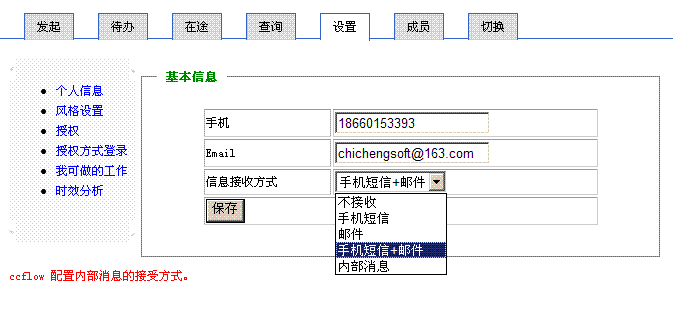 发起 待办 在途 查询 设置 成员 切换
个人信息
风格设置
授权
授权方式登录
我可做的工作
时效分析
基本信息
手机 18660153393
Email chichengsoft@163.com
信息接收方式 手机短信+邮件
保存
不接收
手机短信
邮件
手机短信+邮件
内部消息
ccflow 配置内部消息的接受方式。